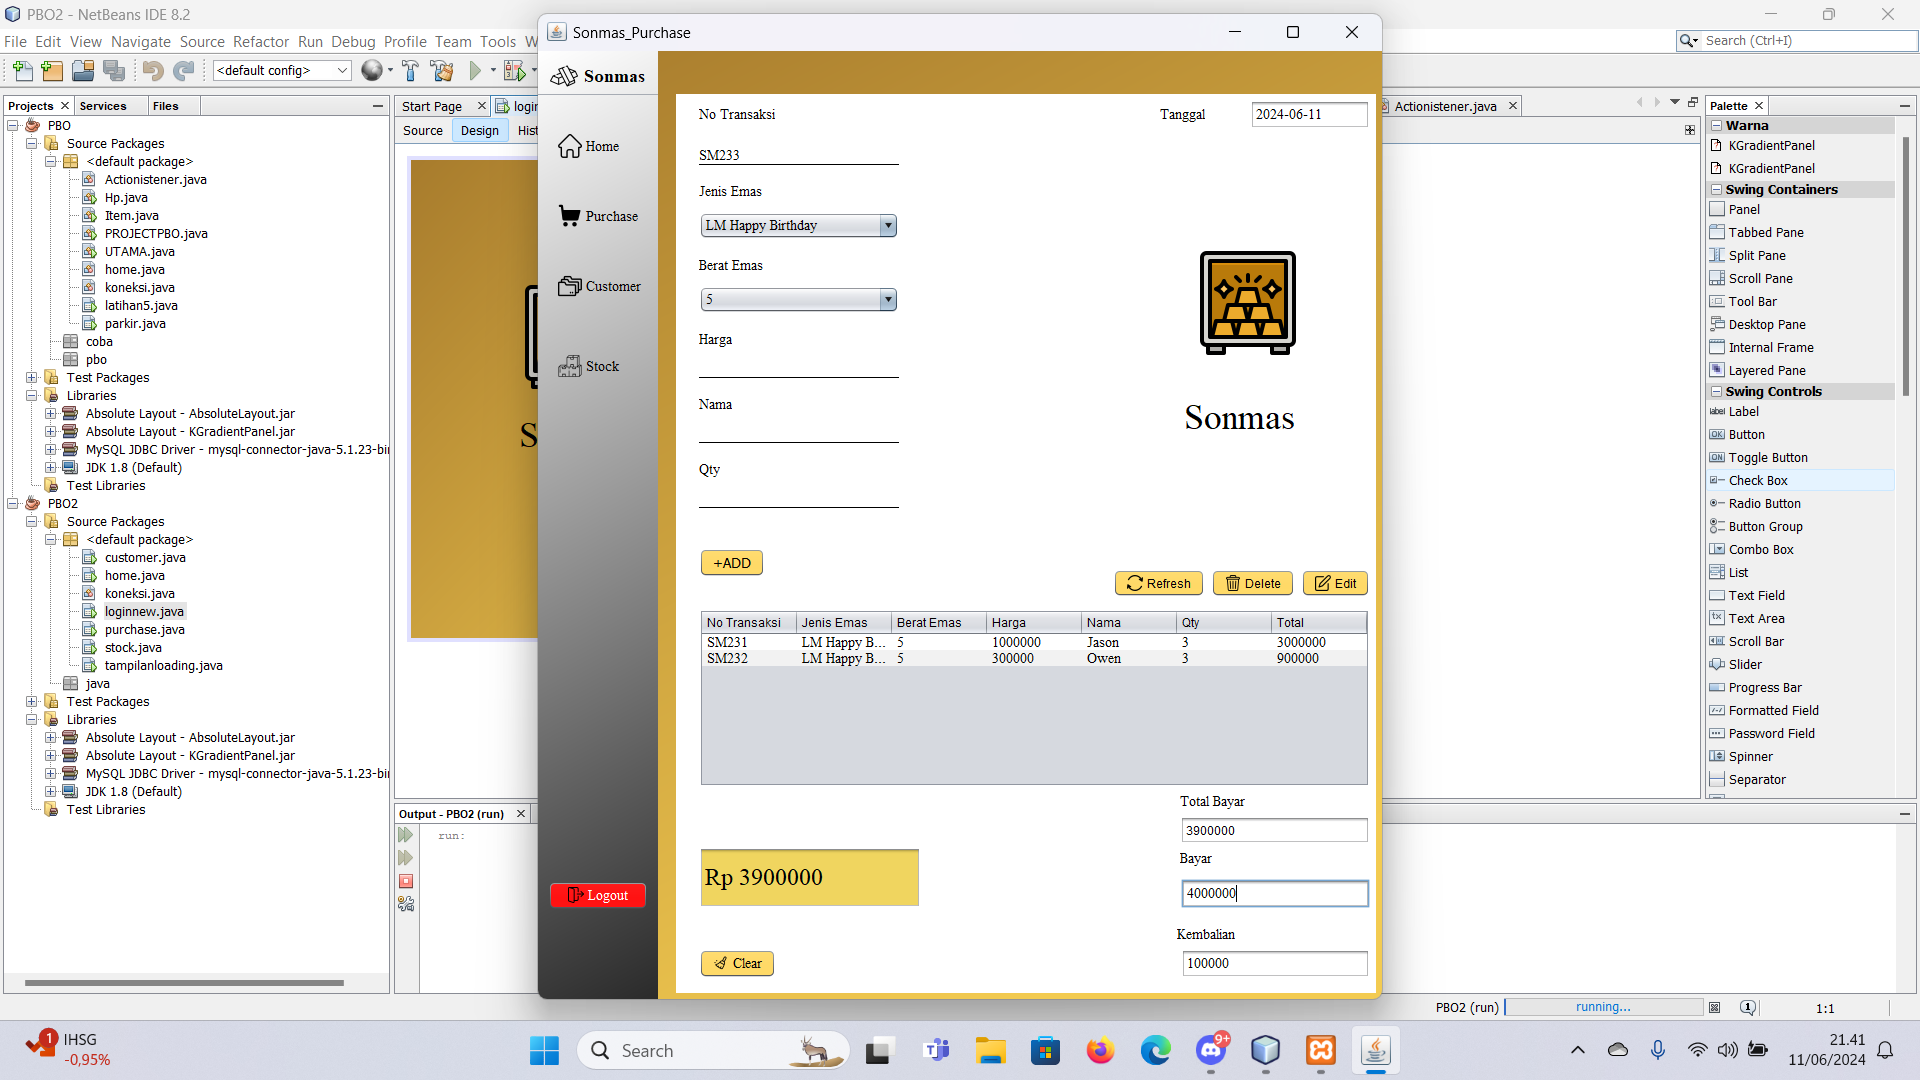 PBO2 - NetBeans IDE 8.2
File Edit View Navigate Source Refactor Run Debug Profile Team Tools W
Search (Ctrl+I)
<default config>
Projects
Services
Files
PBO
Source Packages
<default package>
Actionistener.java
Hp.java
Item.java
PROJECTPBO.java
UTAMA.java
home.java
koneksi.java
latihan5.java
parkir.java
coba
pbo
Test Packages
Libraries
Absolute Layout - AbsoluteLayout.jar
Absolute Layout - KGradientPanel.jar
MySQL JDBC Driver - mysql-connector-java-5.1.23-bi
JDK 1.8 (Default)
Test Libraries
PBO2
Source Packages
<default package>
customer.java
home.java
koneksi.java
loginnew.java
purchase.java
stock.java
tampilanloading.java
java
Test Packages
Libraries
Absolute Layout - AbsoluteLayout.jar
Absolute Layout - KGradientPanel.jar
MySQL JDBC Driver - mysql-connector-java-5.1.23-bi
JDK 1.8 (Default)
Test Libraries
Start Page
login
Source
Design
Hist
S
Output - PBO2 (run)
run:
Sonmas_Purchase
Sonmas
Home
Purchase
Customer
Stock
Logout
No Transaksi
Tanggal
2024-06-11
SM233
Jenis Emas
LM Happy Birthday
Berat Emas
5
Harga
Nama
Qty
Sonmas
+ADD
Refresh
Delete
Edit
No Transaksi Jenis Emas Berat Emas Harga Nama Qty Total
SM231 LM Happy B... 5 1000000 Jason 3 3000000
SM232 LM Happy B... 5 300000 Owen 3 900000
Total Bayar
3900000
Rp 3900000
Bayar
4000000
Kembalian
100000
Clear
Actionistener.java
Palette
Warna
KGradientPanel
KGradientPanel
Swing Containers
Panel
Tabbed Pane
Split Pane
Scroll Pane
Tool Bar
Desktop Pane
Internal Frame
Layered Pane
Swing Controls
label Label
OK Button
ON Toggle Button
Check Box
Radio Button
Button Group
Combo Box
List
Text Field
Text Area
Scroll Bar
Slider
Progress Bar
Formatted Field
Password Field
Spinner
Separator
PBO2 (run)
running...
1
1:1
1
IHSG
-0,95%
Search
9+
21.41
11/06/2024